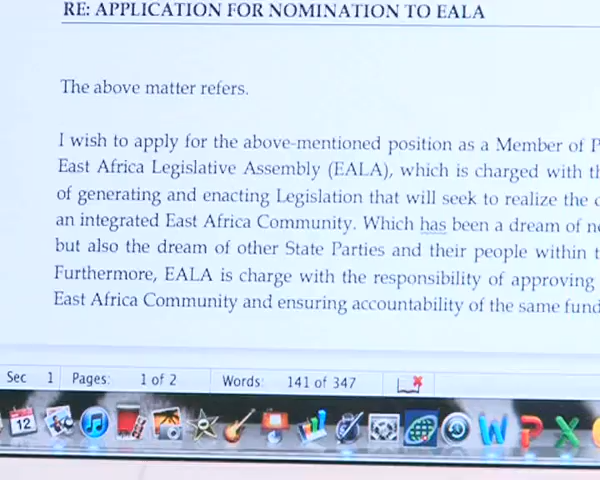 RE: APPLICATION FOR NOMINATION TO EALA
The above matter refers.
I wish to apply for the above-mentioned position as a Member of P
East Africa Legislative Assembly (EALA), which is charged with th
of generating and enacting Legislation that will seek to realize the
an integrated East Africa Community. Which has been a dream of
but also the dream of other State Parties and their people within t
Furthermore, EALA is charge with the responsibility of approving
East Africa Community and ensuring accountability of the same fund
Sec 1 Pages: 1 of 2 Words: 141 of 347
12 W P X